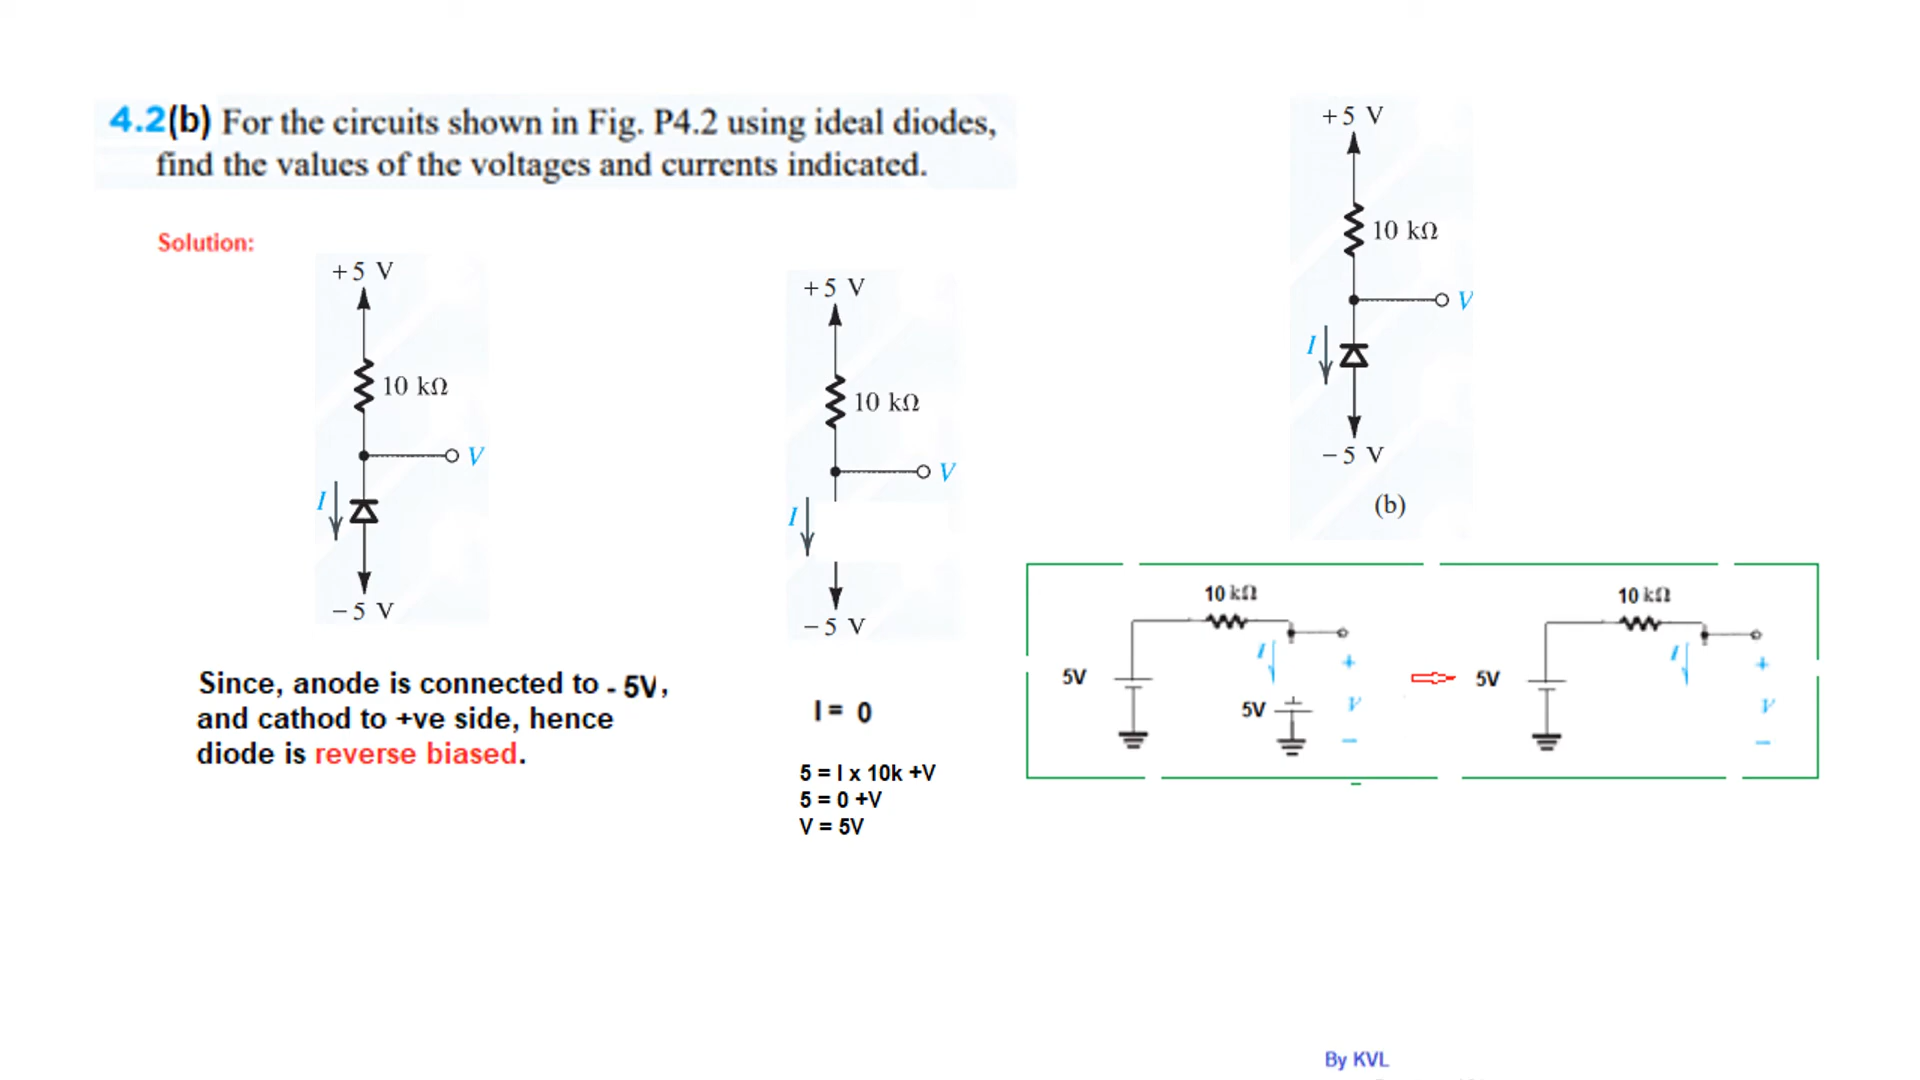 4.2(b) For the circuits shown in Fig. P4.2 using ideal diodes,
find the values of the voltages and currents indicated.
Solution:
+5 V
10 kΩ
V
I
−5 V
Since, anode is connected to - 5V,
and cathod to +ve side, hence
diode is reverse biased.
+5 V
10 kΩ
V
I
−5 V
I = 0
5 = I x 10k +V
5 = 0 +V
V = 5V
+5 V
10 kΩ
V
I
−5 V
(b)
10 kΩ
5V
I
5V
+
V
−
10 kΩ
5V
I
+
V
−
By KVL